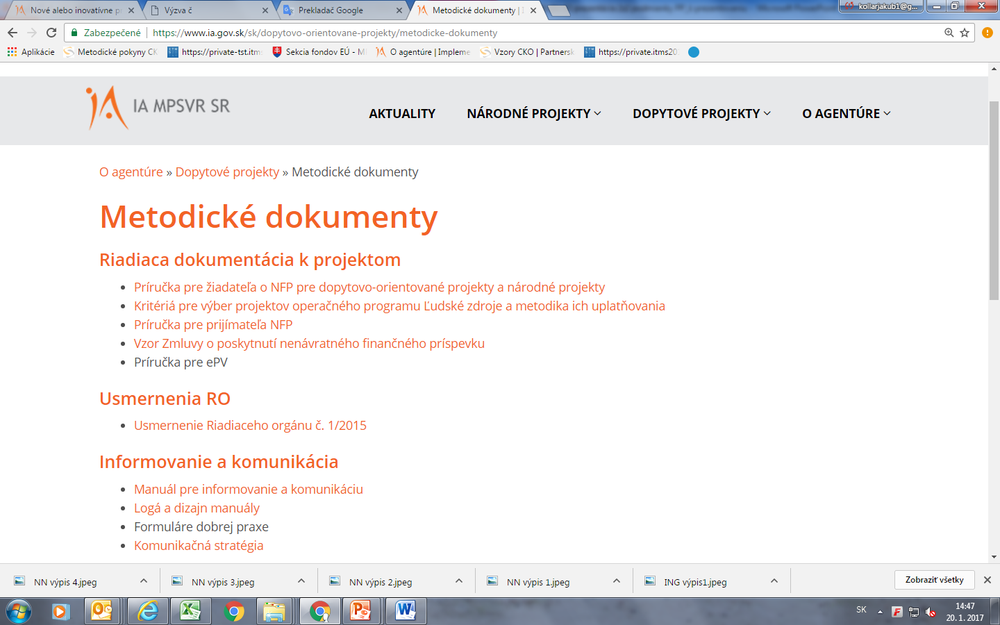 Nové alebo inovatívne pr
Výzva č
Prekladač Google
Metodické dokumenty | I
kollarjakub1@g...
Zabezpečené
https://www.ia.gov.sk/sk/dopytovo-orientovane-projekty/metodicke-dokumenty
Aplikácie
Metodické pokyny CK
https://private-tst.itms
Sekcia fondov EÚ - M
O agentúre | Impleme
Vzory CKO | Partnersk
https://private.itms20
IA MPSVR SR
AKTUALITY
NÁRODNÉ PROJEKTY
DOPYTOVÉ PROJEKTY
O AGENTÚRE
O agentúre » Dopytové projekty » Metodické dokumenty
Metodické dokumenty
Riadiaca dokumentácia k projektom
Príručka pre žiadateľa o NFP pre dopytovo-orientované projekty a národné projekty
Kritériá pre výber projektov operačného programu Ľudské zdroje a metodika ich uplatňovania
Príručka pre prijímateľa NFP
Vzor Zmluvy o poskytnutí nenávratného finančného príspevku
Príručka pre ePV
Usmernenia RO
Usmernenie Riadiaceho orgánu č. 1/2015
Informovanie a komunikácia
Manuál pre informovanie a komunikáciu
Logá a dizajn manuály
Formuláre dobrej praxe
Komunikačná stratégia
NN výpis 4.jpeg
NN výpis 3.jpeg
NN výpis 2.jpeg
NN výpis 1.jpeg
ING výpis1.jpeg
Zobraziť všetky
SK
14:47
20. 1. 2017